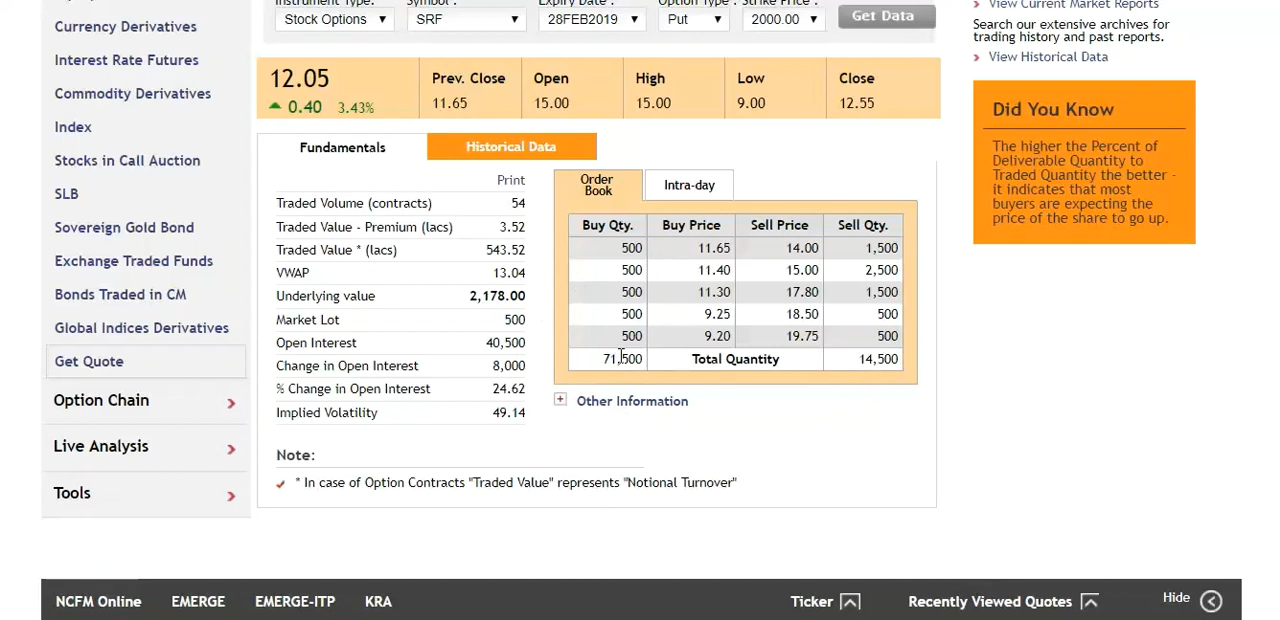 Currency Derivatives
Interest Rate Futures
Commodity Derivatives
Index
Stocks in Call Auction
SLB
Sovereign Gold Bond
Exchange Traded Funds
Bonds Traded in CM
Global Indices Derivatives
Get Quote
Option Chain
Live Analysis
Tools
Instrument Type: Symbol : Expiry Date : Option Type : Strike Price :
Stock Options SRF 28FEB2019 Put 2000.00 Get Data
12.05 Prev. Close Open High Low Close
0.40 3.43% 11.65 15.00 15.00 9.00 12.55
Fundamentals Historical Data
Print
Traded Volume (contracts) 54
Traded Value - Premium (lacs) 3.52
Traded Value * (lacs) 543.52
VWAP 13.04
Underlying value 2,178.00
Market Lot 500
Open Interest 40,500
Change in Open Interest 8,000
% Change in Open Interest 24.62
Implied Volatility 49.14
Order
Book
Intra-day
Buy Qty. Buy Price Sell Price Sell Qty.
500 11.65 14.00 1,500
500 11.40 15.00 2,500
500 11.30 17.80 1,500
500 9.25 18.50 500
500 9.20 19.75 500
71,500 Total Quantity 14,500
Other Information
Note:
* In case of Option Contracts "Traded Value" represents "Notional Turnover"
View Current Market Reports
Search our extensive archives for
trading history and past reports.
View Historical Data
Did You Know
The higher the Percent of
Deliverable Quantity to
Traded Quantity the better -
it indicates that most
buyers are expecting the
price of the share to go up.
NCFM Online EMERGE EMERGE-ITP KRA Ticker Recently Viewed Quotes Hide